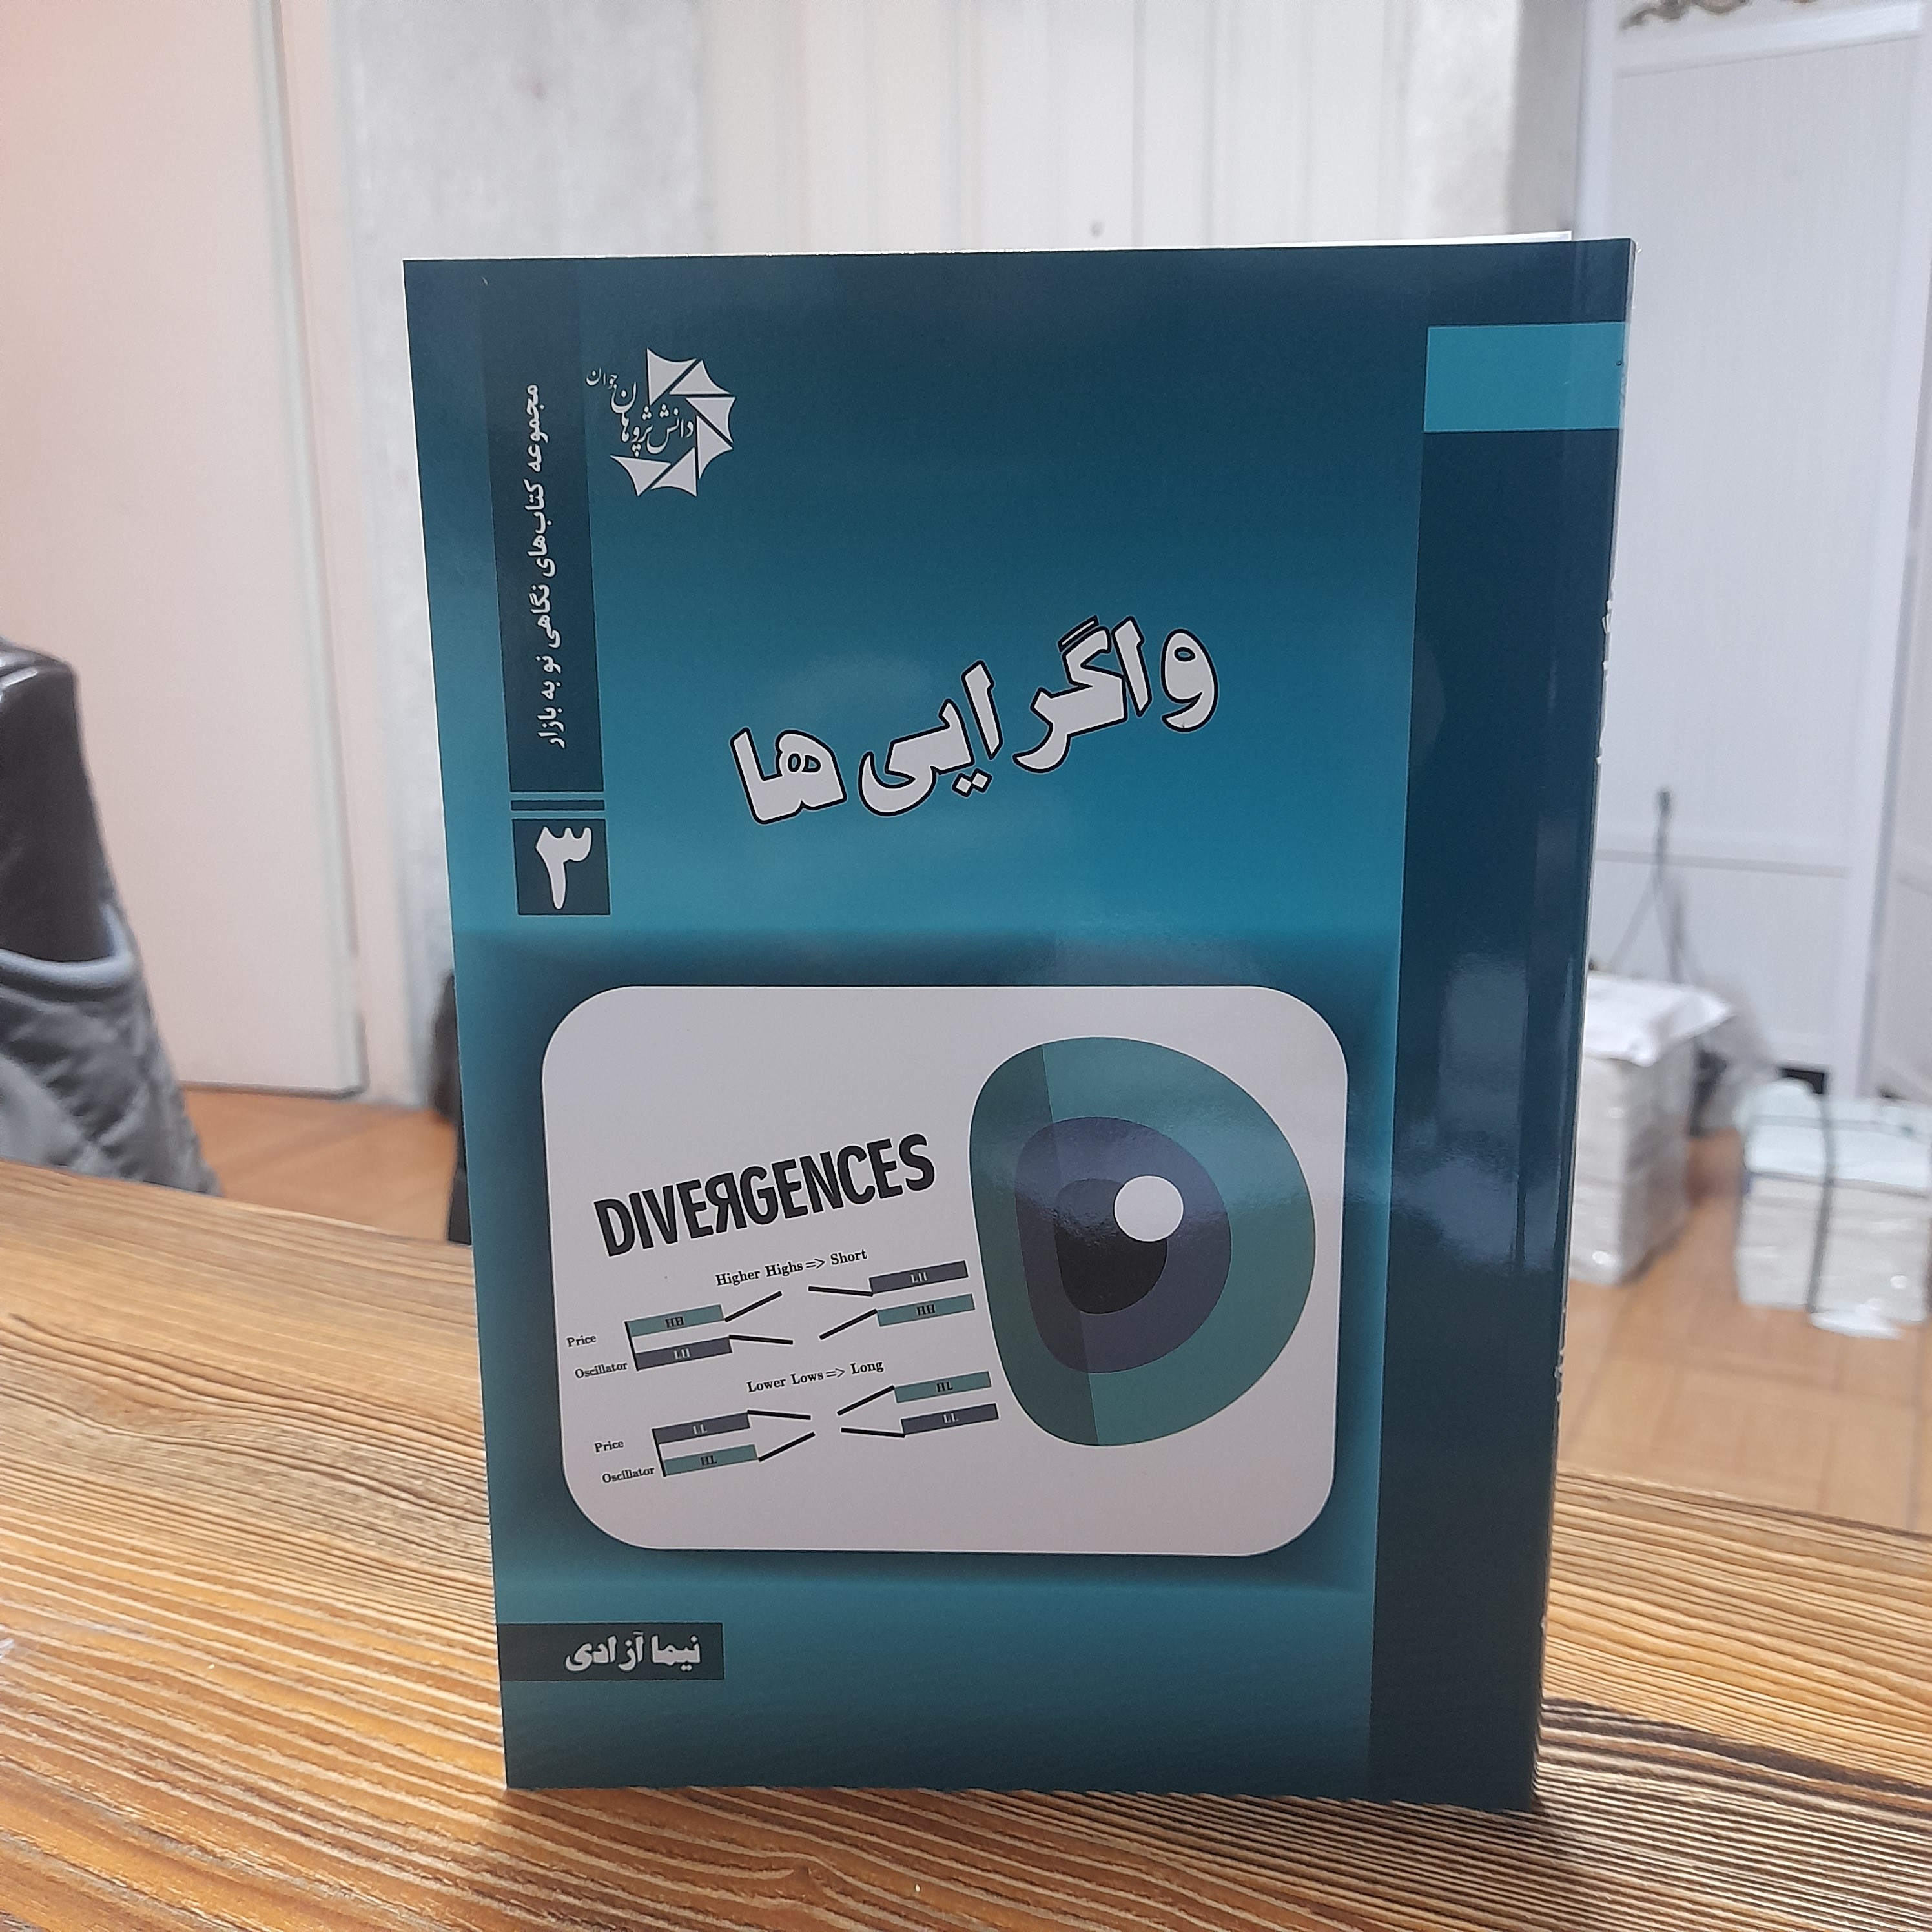 دانش پژوهان جوان
مجموعه کتاب‌های نگاهی نو به بازار
۳
واگرایی ها
DIVEЯGENCES
Higher Highs => Short
Price HH LH
Oscillator LH HH
Lower Lows => Long
Price LL HL
Oscillator HL LL
نیما آزادی